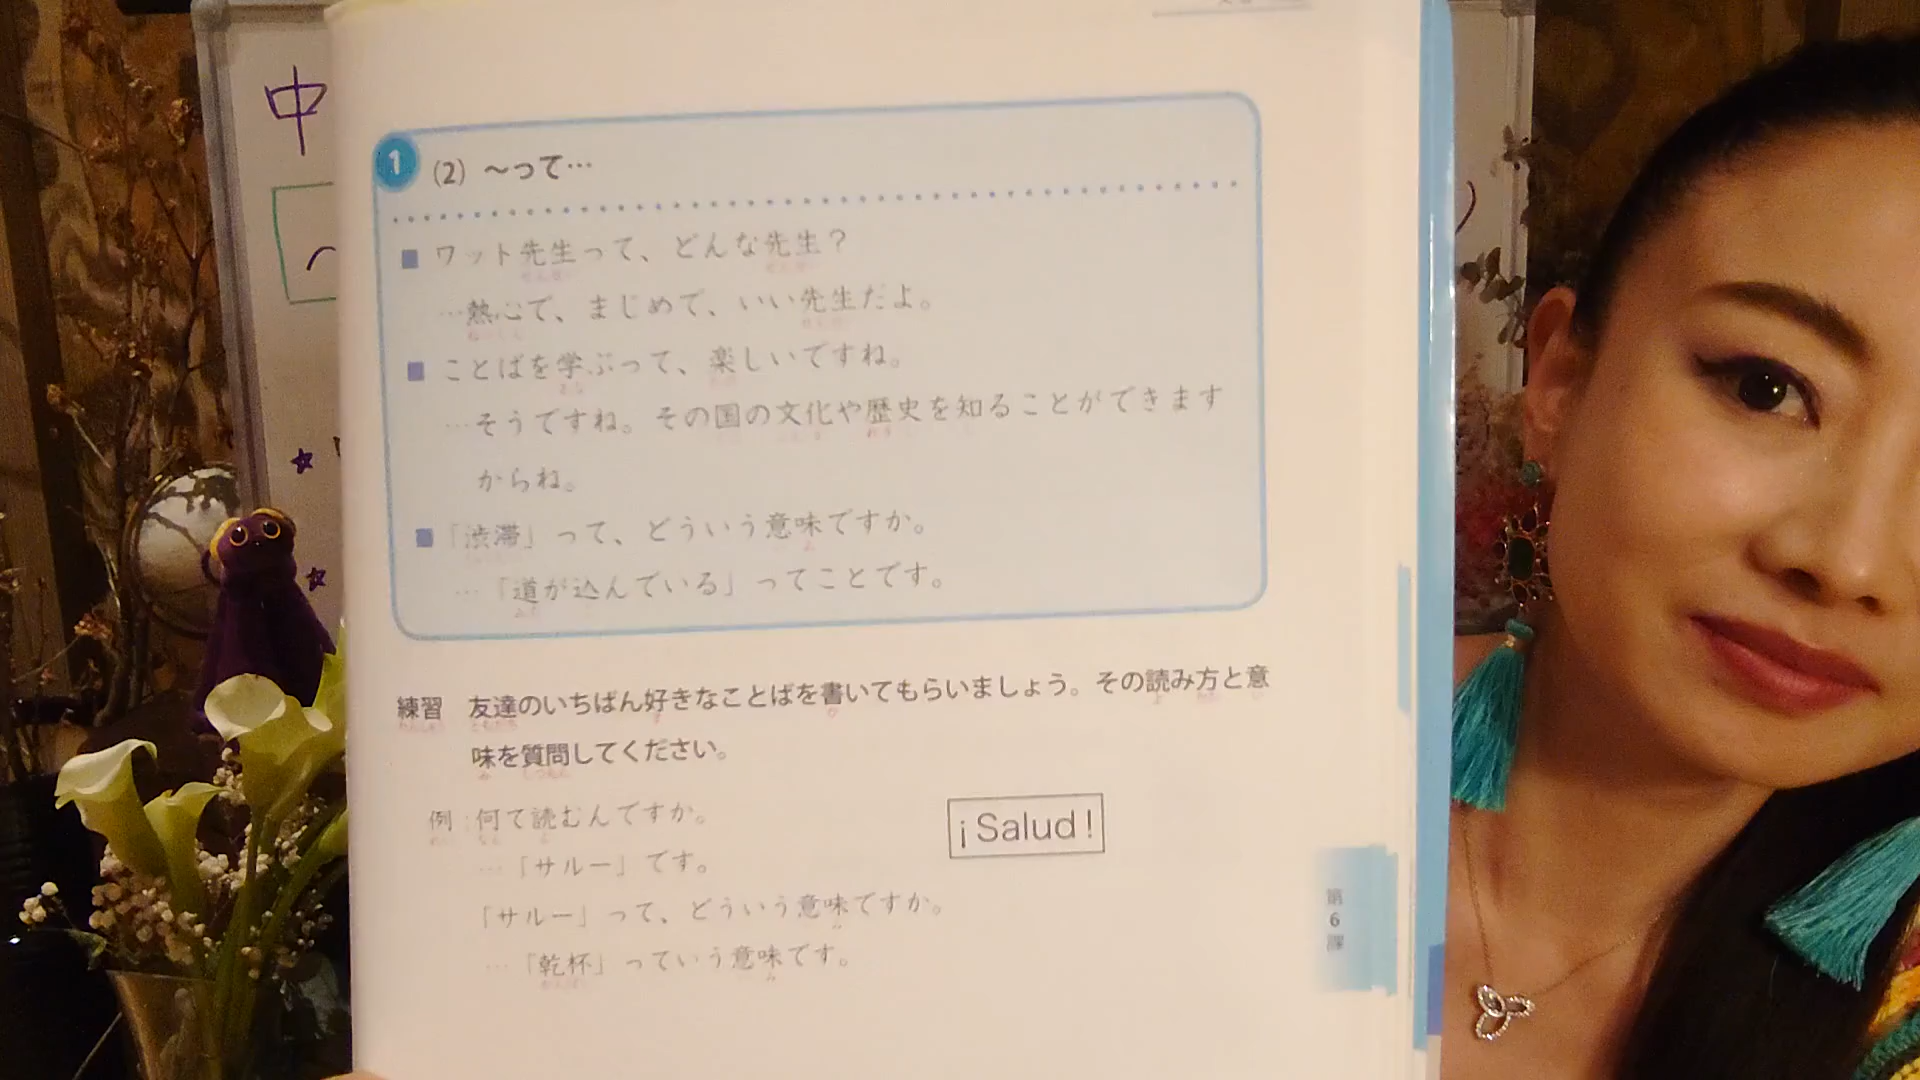 中
1 (2) ～って…
■ ワット先生って、どんな先生？
…熱心で、まじめで、いい先生だよ。
■ ことばを学ぶって、楽しいですね。
…そうですね。その国の文化や歴史を知ることができます
からね。
■ 「渋滞」って、どういう意味ですか。
…「道が込んでいる」ってことです。
練習 友達のいちばん好きなことばを書いてもらいましょう。その読み方と意
味を質問してください。
例：何て読むんですか。
…「サルー」です。
¡Salud!
「サルー」って、どういう意味ですか。
…「乾杯」っていう意味です。
第6課